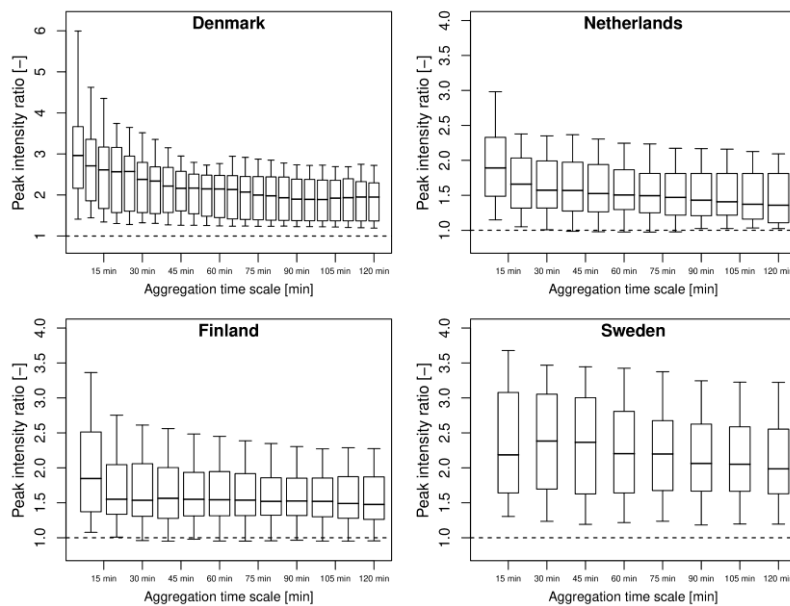 Denmark
Peak intensity ratio [−]
6
5
4
3
2
1
15 min 30 min 45 min 60 min 75 min 90 min 105 min 120 min
Aggregation time scale [min]
Netherlands
Peak intensity ratio [−]
4.0
3.5
3.0
2.5
2.0
1.5
1.0
15 min 30 min 45 min 60 min 75 min 90 min 105 min 120 min
Aggregation time scale [min]
Finland
Peak intensity ratio [−]
4.0
3.5
3.0
2.5
2.0
1.5
1.0
15 min 30 min 45 min 60 min 75 min 90 min 105 min 120 min
Aggregation time scale [min]
Sweden
Peak intensity ratio [−]
4.0
3.5
3.0
2.5
2.0
1.5
1.0
15 min 30 min 45 min 60 min 75 min 90 min 105 min 120 min
Aggregation time scale [min]